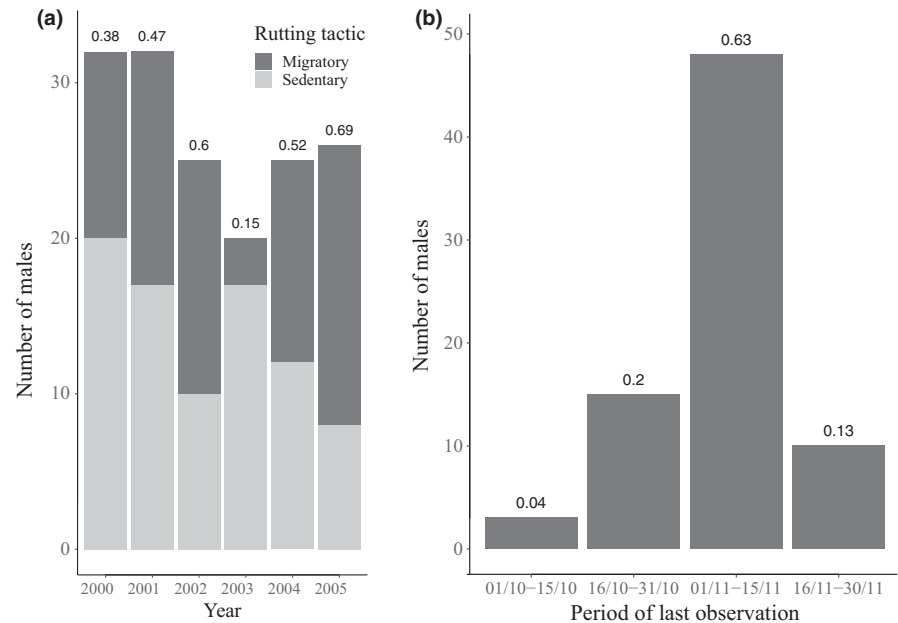 (a)
Rutting tactic
Migratory
Sedentary
0.38
0.47
0.6
0.15
0.52
0.69
30
20
10
0
Number of males
2000 2001 2002 2003 2004 2005
Year
(b)
50
40
30
20
10
0
Number of males
0.04
0.2
0.63
0.13
01/10–15/10 16/10–31/10 01/11–15/11 16/11–30/11
Period of last observation